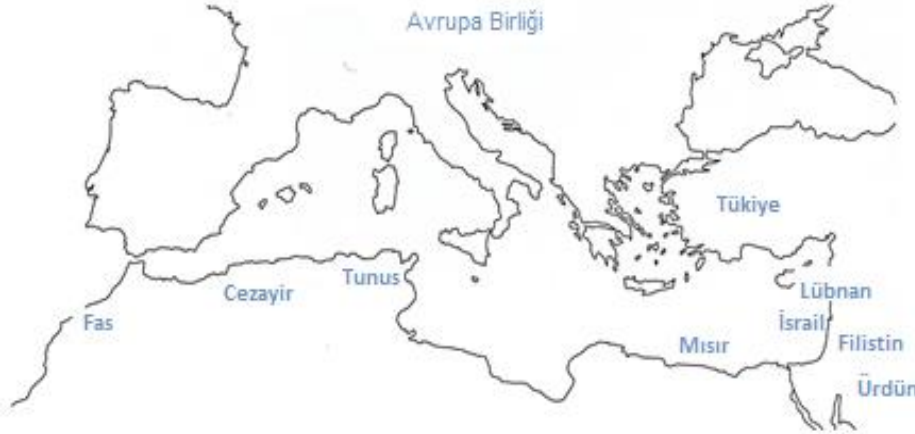 Avrupa Birliği
Tükiye
Tunus
Cezayir
Lübnan
Fas
İsrail
Mısır
Filistin
Ürdün